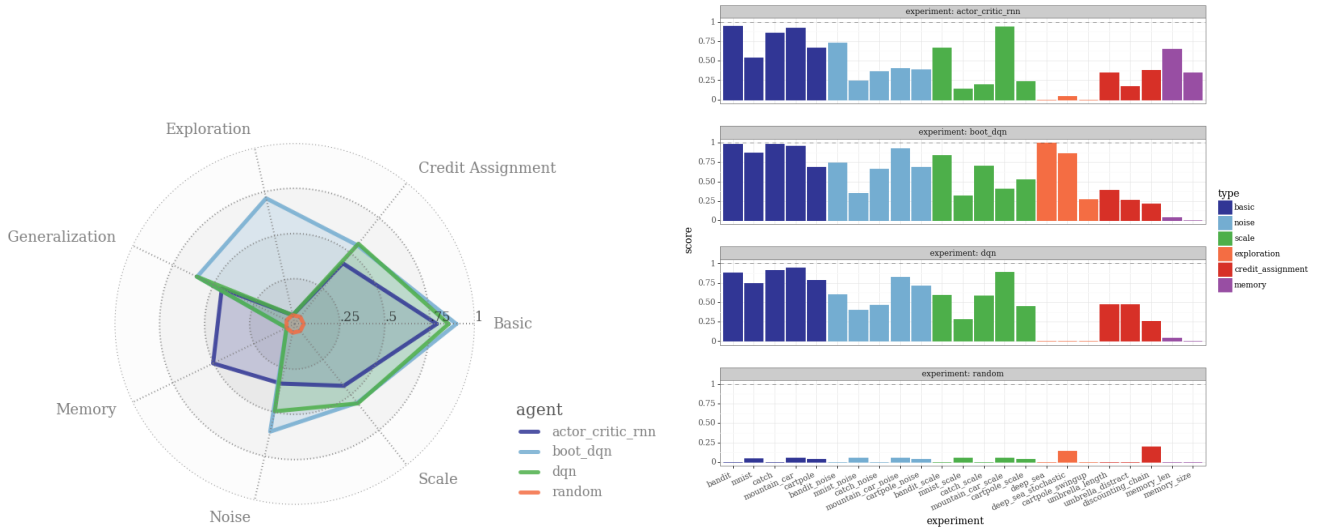 Exploration
Credit Assignment
Generalization
.25
.5
.75
1
Basic
Memory
Noise
Scale
agent
actor_critic_rnn
boot_dqn
dqn
random
experiment: actor_critic_rnn
1
0.75
0.50
0.25
0
experiment: boot_dqn
1
0.75
0.50
0.25
0
experiment: dqn
1
0.75
0.50
0.25
0
experiment: random
1
0.75
0.50
0.25
0
score
bandit
mnist
catch
mountain_car
cartpole
bandit_noise
mnist_noise
catch_noise
mountain_car_noise
cartpole_noise
bandit_scale
mnist_scale
catch_scale
mountain_car_scale
cartpole_scale
deep_sea
deep_sea_stochastic
cartpole_swingup
umbrella_length
umbrella_distract
discounting_chain
memory_len
memory_size
experiment
type
basic
noise
scale
exploration
credit_assignment
memory